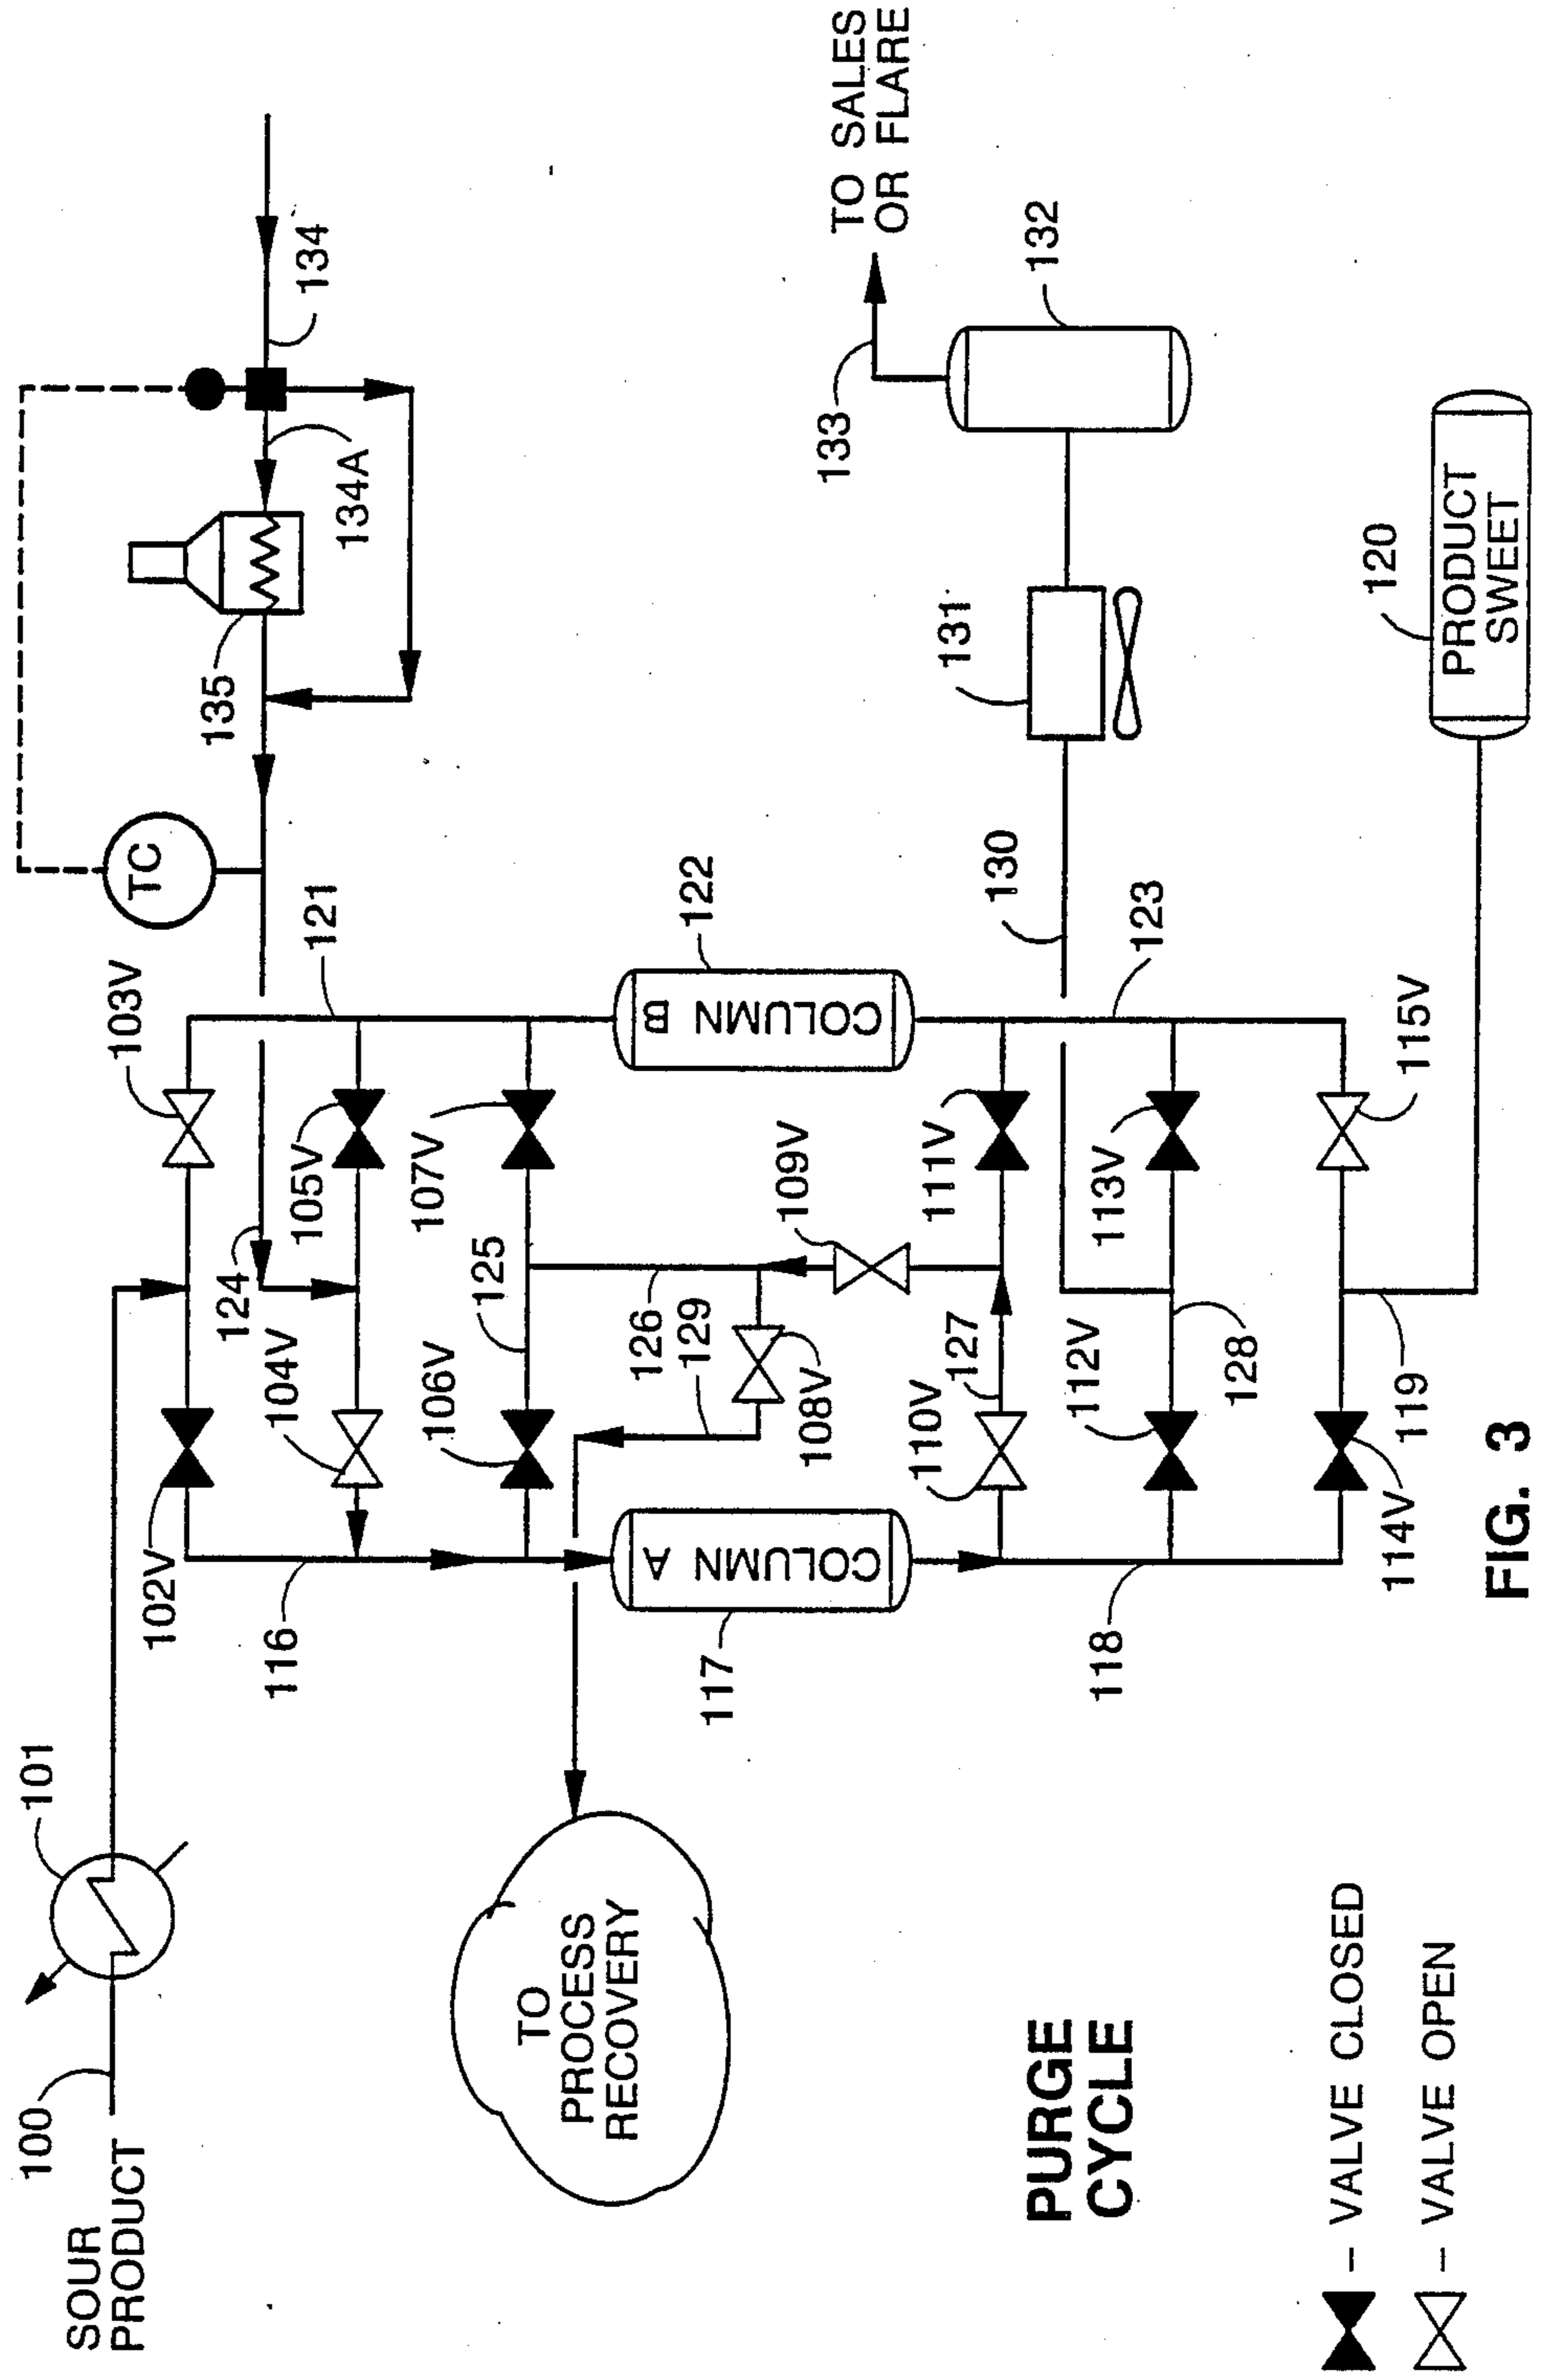 SOUR
PRODUCT
100
101
102V
103V
116
124
104V
105V
121
TC
135
134A
134
106V
125
107V
126
129
108V
109V
117
COLUMN A
COLUMN B
122
TO
PROCESS
RECOVERY
110V
127
111V
112V
128
113V
118
114V
119
115V
123
130
131
132
133
TO SALES
OR FLARE
120
PRODUCT
SWEET
PURGE
CYCLE
– VALVE CLOSED
– VALVE OPEN
FIG. 3